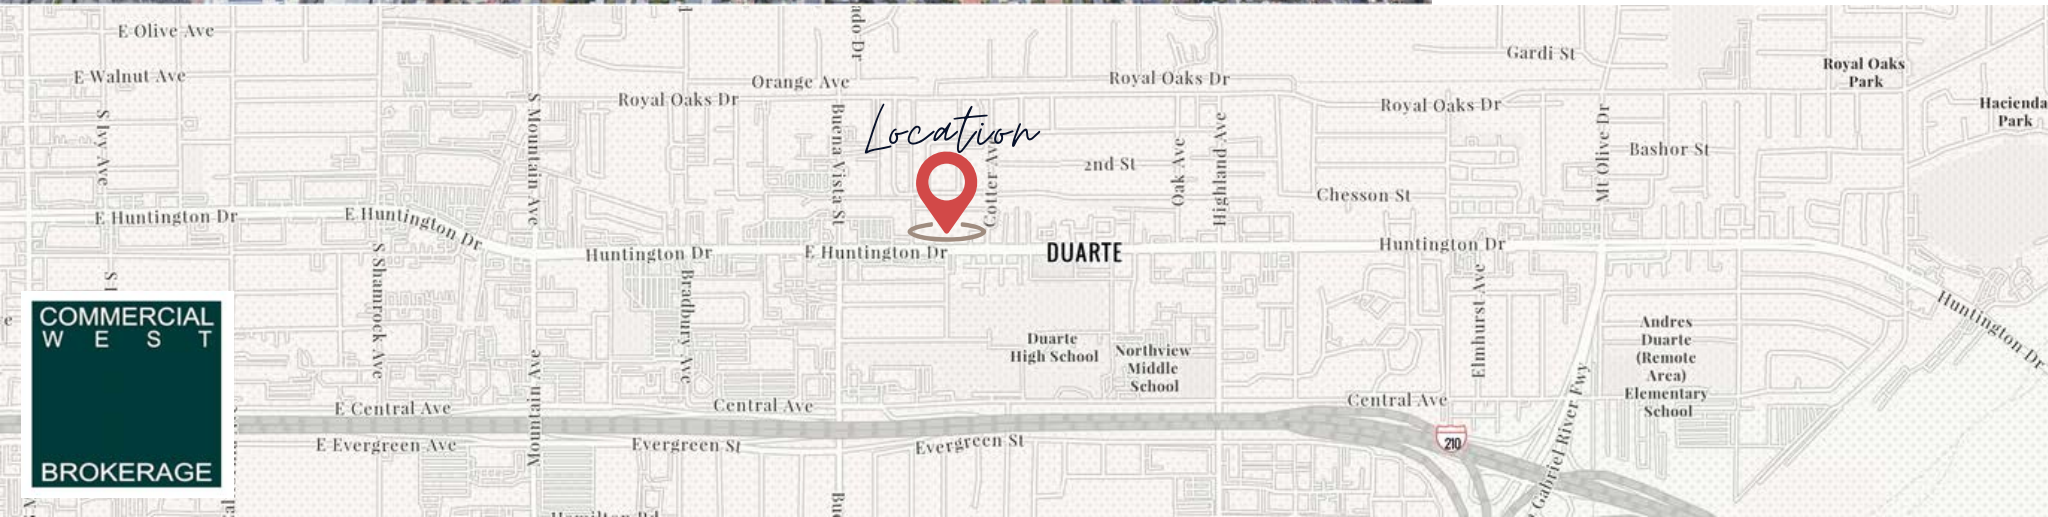 E Olive Ave
E Walnut Ave
S Ivy Ave
E Huntington Dr
E Huntington Dr
S Shamrock Ave
S Mountain Ave
Royal Oaks Dr
Orange Ave
Buena Vista St
Location
Cotter Ave
Royal Oaks Dr
2nd St
Oak Ave
Highland Ave
Gardi St
Royal Oaks Dr
Chesson St
Mt Olive Dr
Bashor St
Royal Oaks
Park
Hacienda
Park
Huntington Dr
E Huntington Dr
DUARTE
Huntington Dr
Huntington Dr
Bradbury Ave
Elmhurst Ave
Duarte
High School
Northview
Middle
School
Andres
Duarte
(Remote
Area)
Elementary
School
COMMERCIAL
WEST
BROKERAGE
E Central Ave
Mountain Ave
Central Ave
Central Ave
E Evergreen Ave
Evergreen St
Evergreen St
210
Gabriel River Fwy